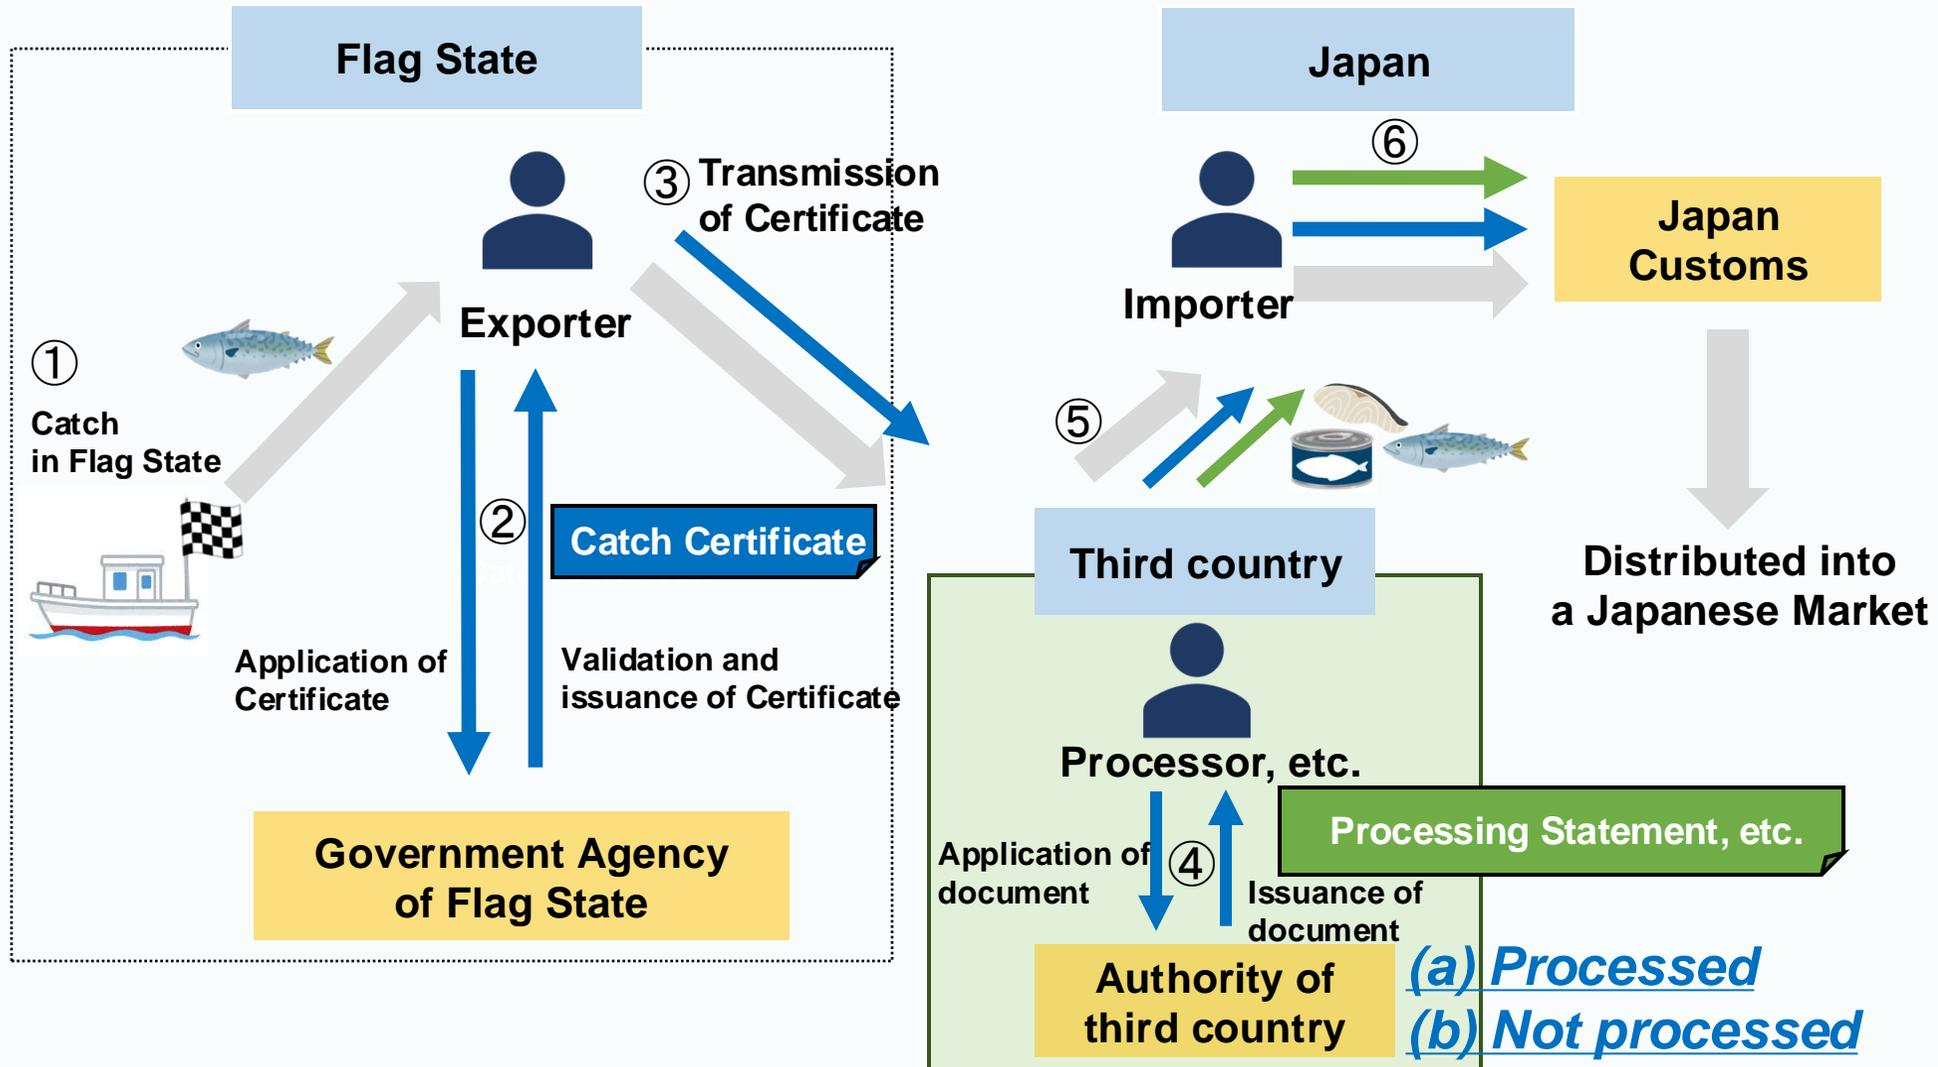 Flag State
Japan
⑥
③
Transmission
of Certificate
Japan
Customs
Exporter
Importer
①
Catch
in Flag State
⑤
②
Catch Certificate
Third country
Distributed into
a Japanese Market
Application of
Certificate
Validation and
issuance of Certificate
Processor, etc.
Processing Statement, etc.
Government Agency
of Flag State
Application of
document
④
Issuance of
document
Authority of
third country
(a) Processed
(b) Not processed